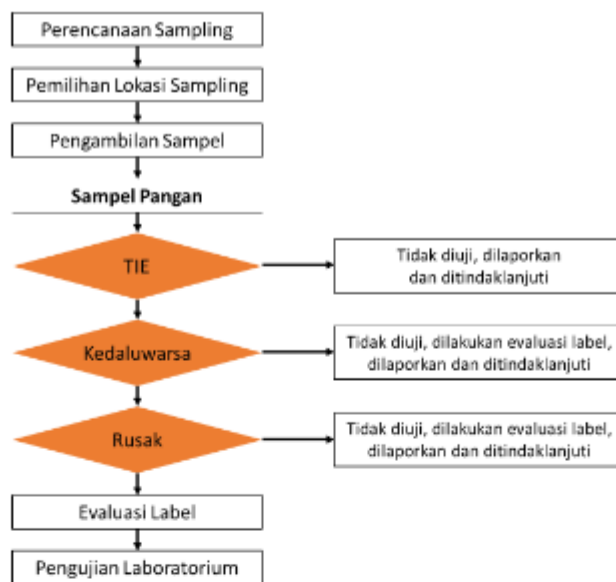 Perencanaan Sampling
Pemilihan Lokasi Sampling
Pengambilan Sampel
Sampel Pangan
TIE
Tidak diuji, dilaporkan
dan ditindaklanjuti
Kedaluwarsa
Tidak diuji, dilakukan evaluasi label,
dilaporkan dan ditindaklanjuti
Rusak
Tidak diuji, dilakukan evaluasi label,
dilaporkan dan ditindaklanjuti
Evaluasi Label
Pengujian Laboratorium